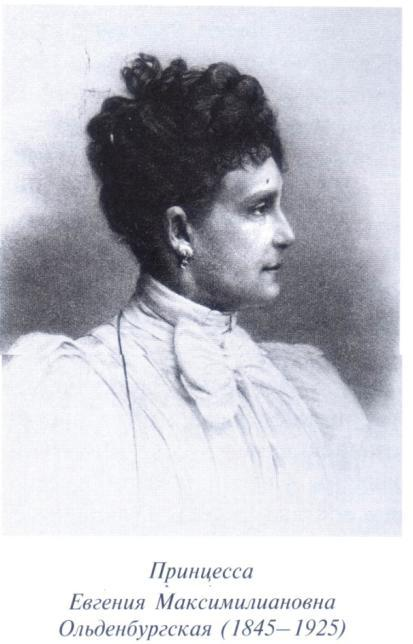 Принцесса
Евгения Максимилиановна
Ольденбургская (1845–1925)